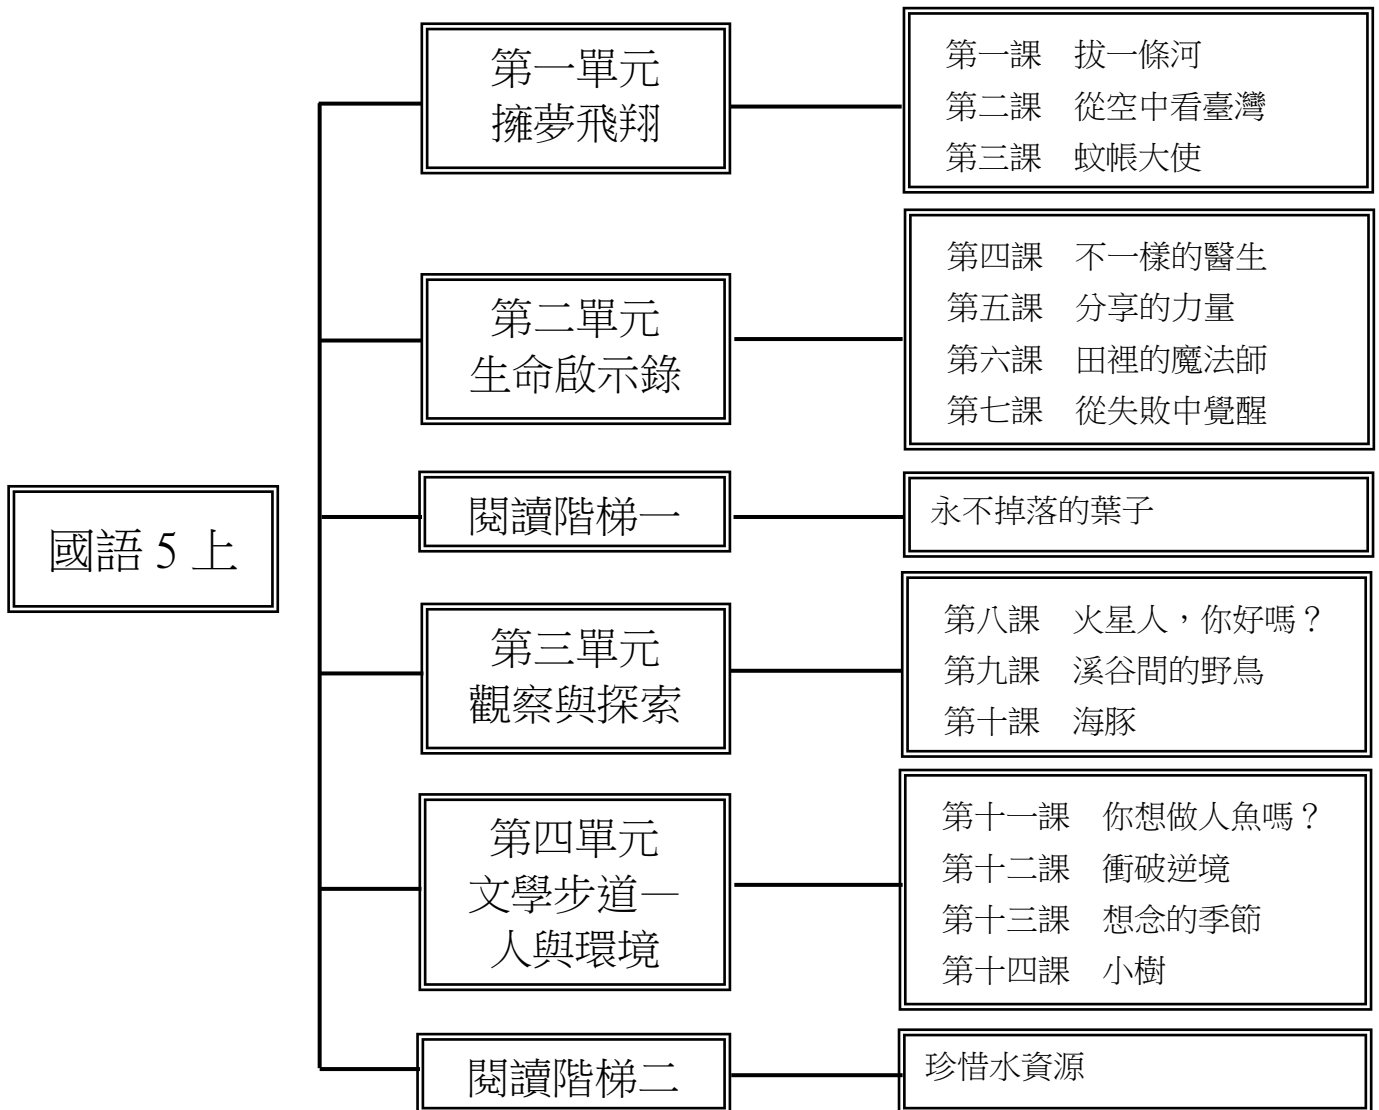 國語 5 上
第一單元
擁夢飛翔
第一課　拔一條河
第二課　從空中看臺灣
第三課　蚊帳大使
第二單元
生命啟示錄
第四課　不一樣的醫生
第五課　分享的力量
第六課　田裡的魔法師
第七課　從失敗中覺醒
閱讀階梯一
永不掉落的葉子
第三單元
觀察與探索
第八課　火星人，你好嗎？
第九課　溪谷間的野鳥
第十課　海豚
第四單元
文學步道—
人與環境
第十一課　你想做人魚嗎？
第十二課　衝破逆境
第十三課　想念的季節
第十四課　小樹
閱讀階梯二
珍惜水資源